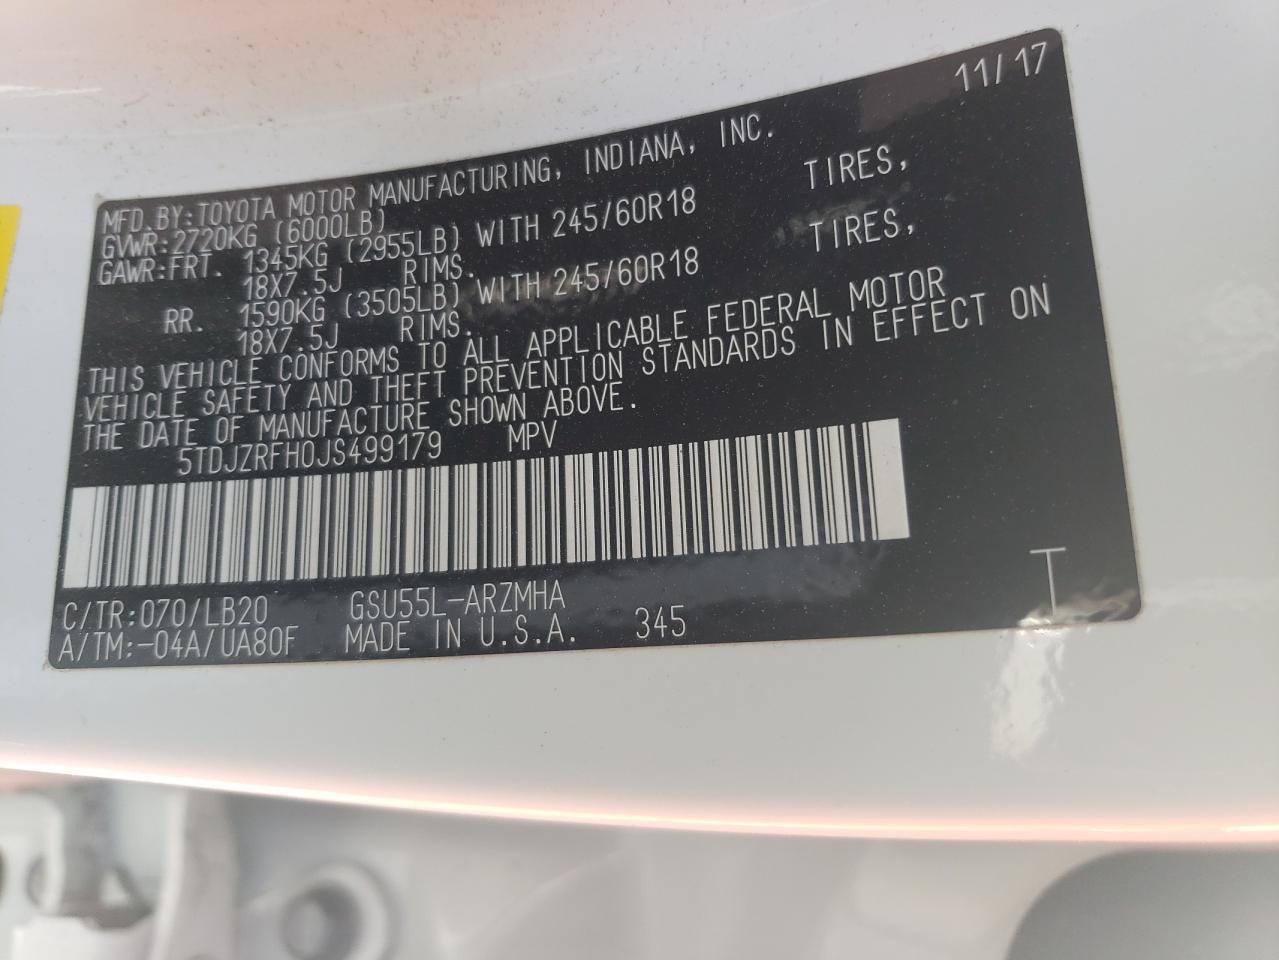 11/17
MFD.BY:TOYOTA MOTOR MANUFACTURING, INDIANA, INC.
GVWR:2720KG (6000LB)
GAWR:FRT. 1345KG (2955LB) WITH 245/60R18 TIRES,
18X7.5J RIMS.
RR. 1590KG (3505LB) WITH 245/60R18 TIRES,
18X7.5J RIMS.
THIS VEHICLE CONFORMS TO ALL APPLICABLE FEDERAL MOTOR
VEHICLE SAFETY AND THEFT PREVENTION STANDARDS IN EFFECT ON
THE DATE OF MANUFACTURE SHOWN ABOVE.
5TDJZRFH0JS499179 MPV
C/TR:070/LB20 GSU55L-ARZMHA
A/TM:-04A/UA80F MADE IN U.S.A. 345
T